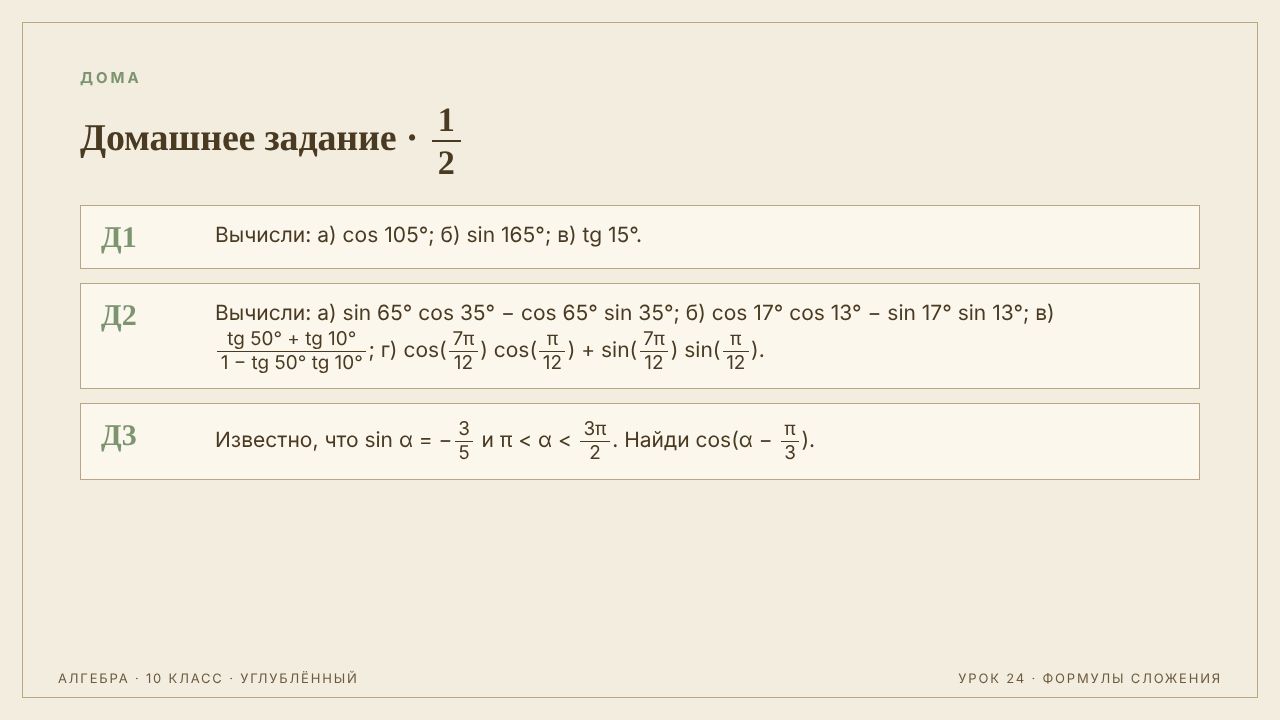 ДОМА
Домашнее задание · 1/2
Д1
Вычисли: а) cos 105°; б) sin 165°; в) tg 15°.
Д2
Вычисли: а) sin 65° cos 35° − cos 65° sin 35°; б) cos 17° cos 13° − sin 17° sin 13°; в)
(tg 50° + tg 10°)/(1 − tg 50° tg 10°); г) cos(7π/12) cos(π/12) + sin(7π/12) sin(π/12).
Д3
Известно, что sin α = −3/5 и π < α < 3π/2. Найди cos(α − π/3).
АЛГЕБРА · 10 КЛАСС · УГЛУБЛЁННЫЙ
УРОК 24 · ФОРМУЛЫ СЛОЖЕНИЯ